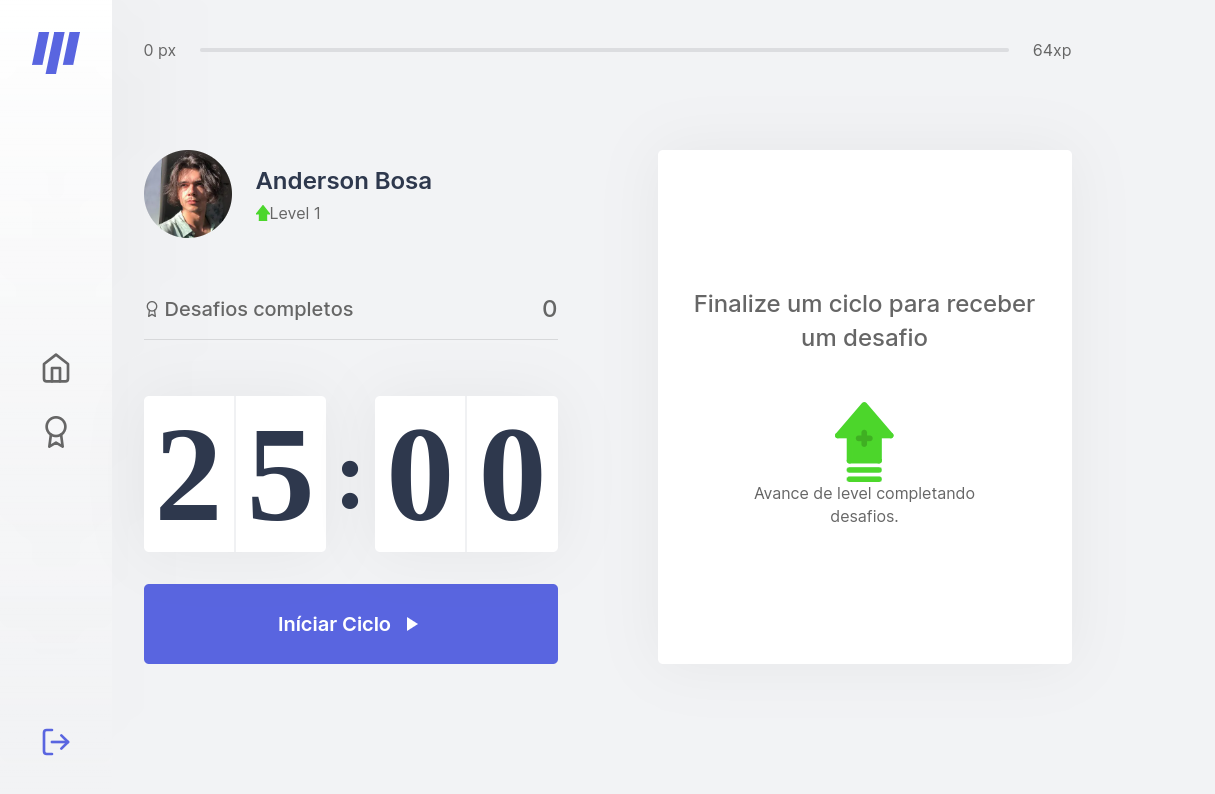 0 px
64xp
Anderson Bosa
Level 1
Desafios completos
0
25:00
Iníciar Ciclo
Finalize um ciclo para receber
um desafio
Avance de level completando
desafios.